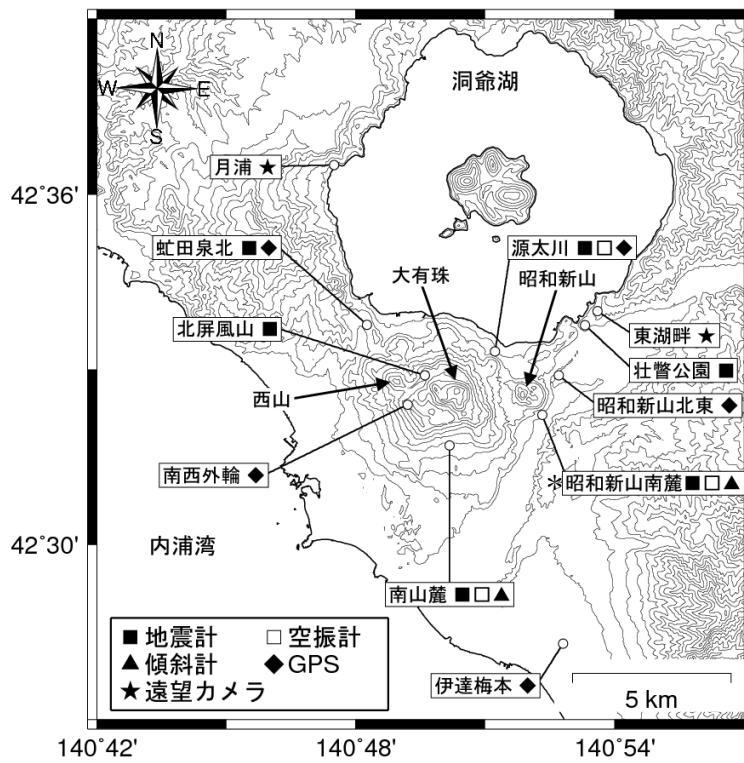 N
W E
S
洞爺湖
月浦 ★
42˚36'
虻田泉北 ■◆
源太川 ■□◆
大有珠
昭和新山
北屏風山 ■
東湖畔 ★
壮瞥公園 ■
西山
昭和新山北東 ◆
南西外輪 ◆
*昭和新山南麓■□▲
42˚30'
内浦湾
南山麓 ■□▲
■ 地震計 □ 空振計
▲ 傾斜計 ◆ GPS
★ 遠望カメラ
伊達梅本 ◆
5 km
140˚42' 140˚48' 140˚54'